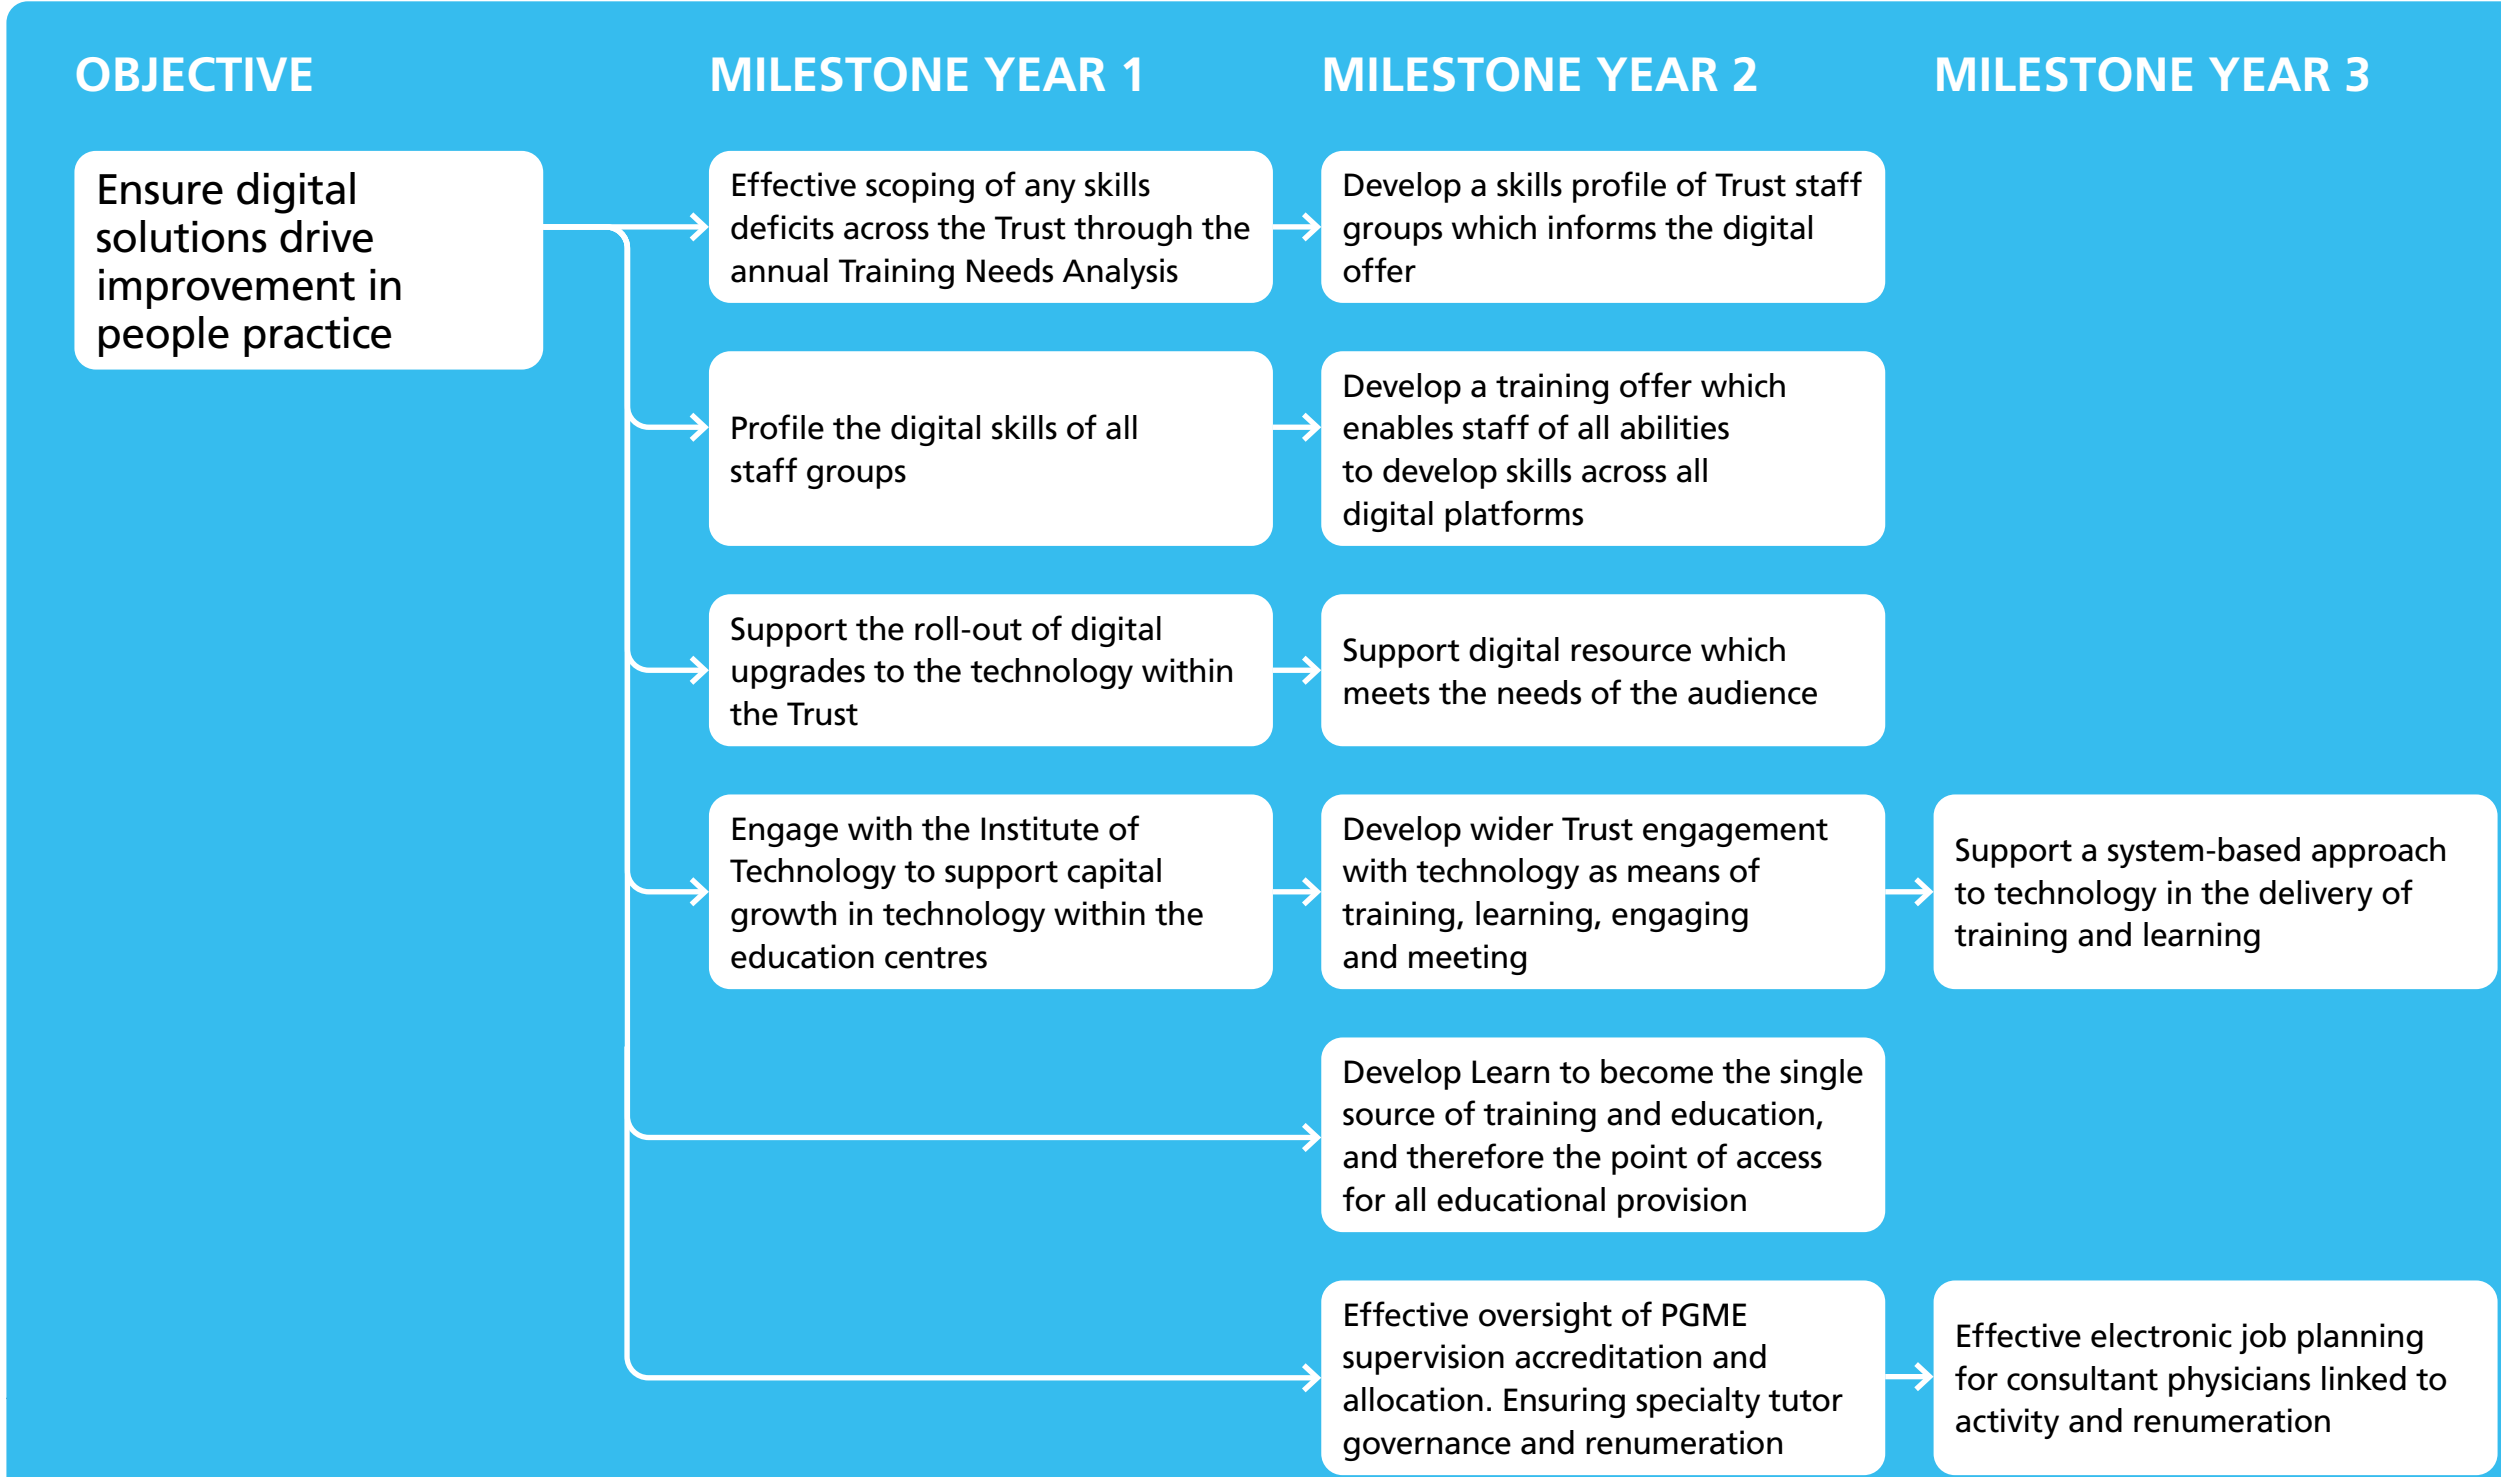 OBJECTIVE
MILESTONE YEAR 1
MILESTONE YEAR 2
MILESTONE YEAR 3
Ensure digital
solutions drive
improvement in
people practice
Effective scoping of any skills
deficits across the Trust through the
annual Training Needs Analysis
Develop a skills profile of Trust staff
groups which informs the digital
offer
Profile the digital skills of all
staff groups
Develop a training offer which
enables staff of all abilities
to develop skills across all
digital platforms
Support the roll-out of digital
upgrades to the technology within
the Trust
Support digital resource which
meets the needs of the audience
Engage with the Institute of
Technology to support capital
growth in technology within the
education centres
Develop wider Trust engagement
with technology as means of
training, learning, engaging
and meeting
Support a system-based approach
to technology in the delivery of
training and learning
Develop Learn to become the single
source of training and education,
and therefore the point of access
for all educational provision
Effective oversight of PGME
supervision accreditation and
allocation. Ensuring specialty tutor
governance and renumeration
Effective electronic job planning
for consultant physicians linked to
activity and renumeration